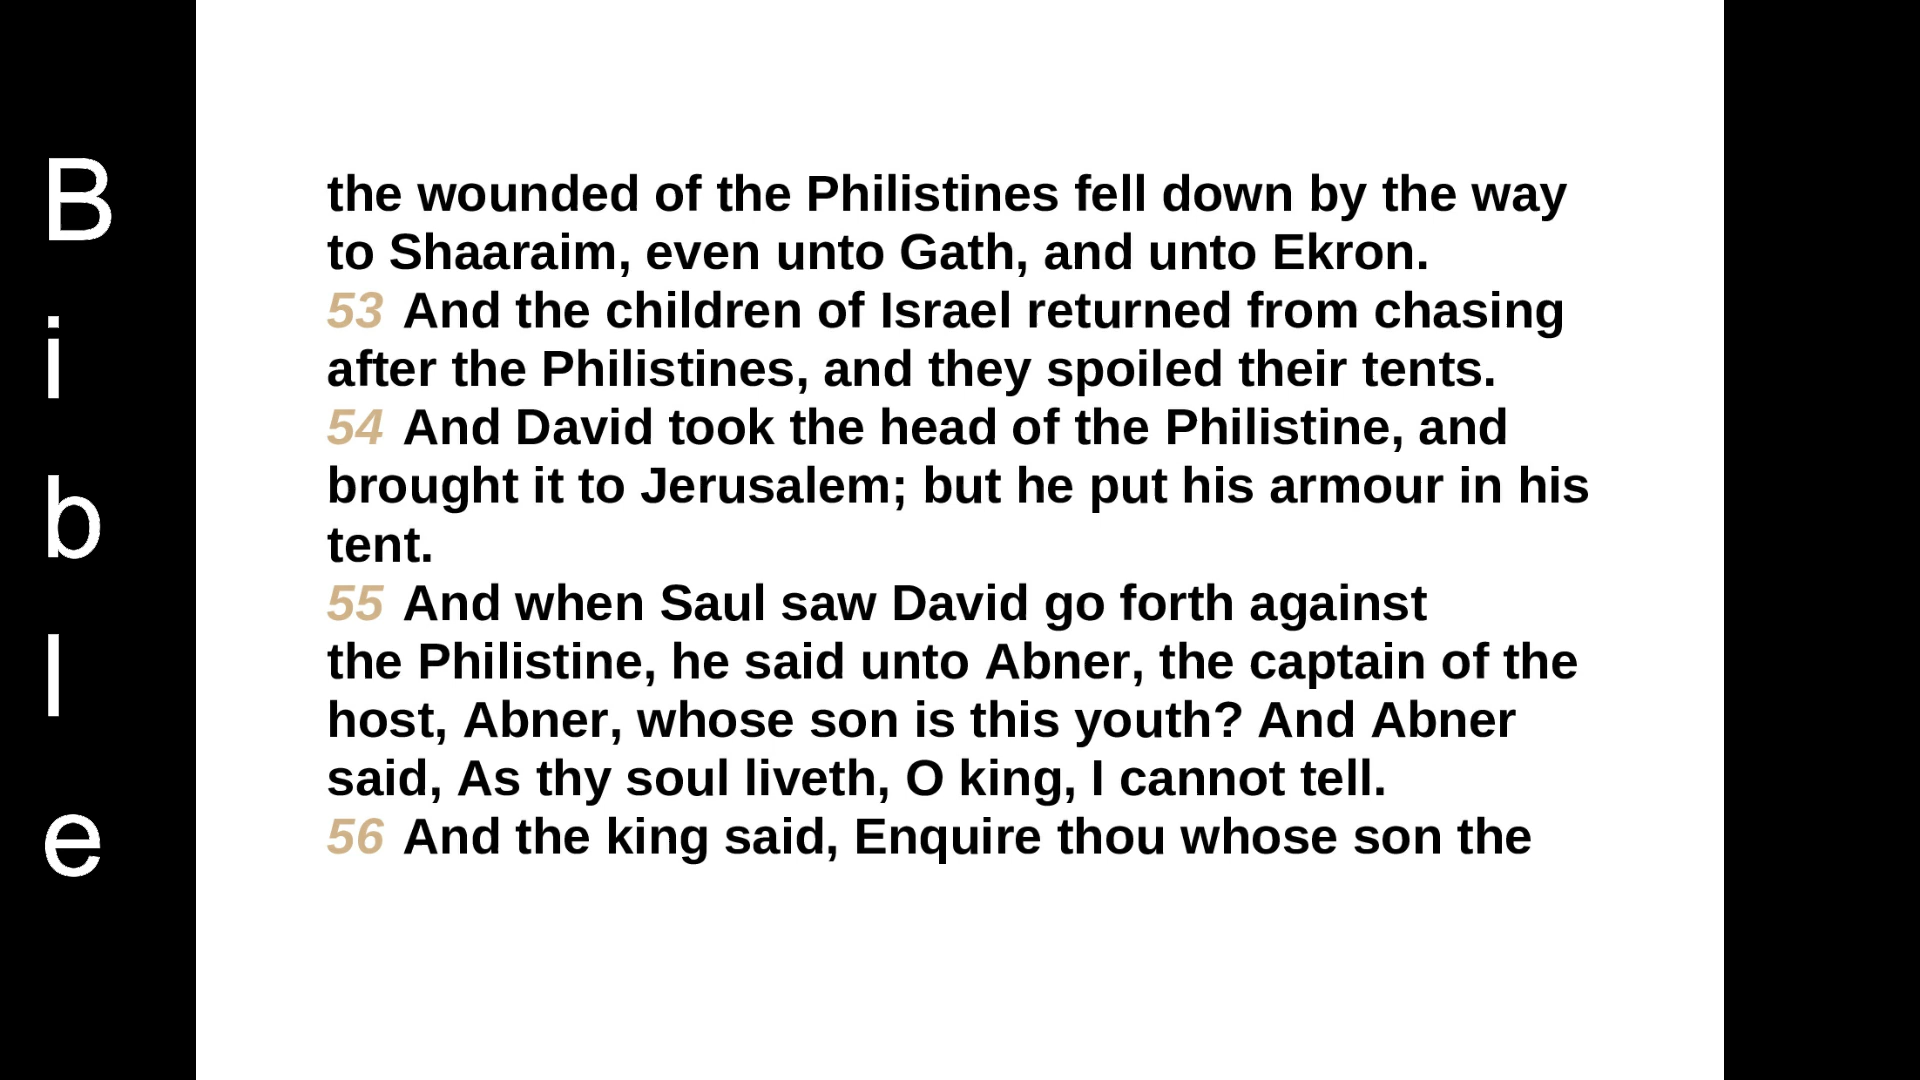 Bible
the wounded of the Philistines fell down by the way
to Shaaraim, even unto Gath, and unto Ekron.
53 And the children of Israel returned from chasing
after the Philistines, and they spoiled their tents.
54 And David took the head of the Philistine, and
brought it to Jerusalem; but he put his armour in his
tent.
55 And when Saul saw David go forth against
the Philistine, he said unto Abner, the captain of the
host, Abner, whose son is this youth? And Abner
said, As thy soul liveth, O king, I cannot tell.
56 And the king said, Enquire thou whose son the